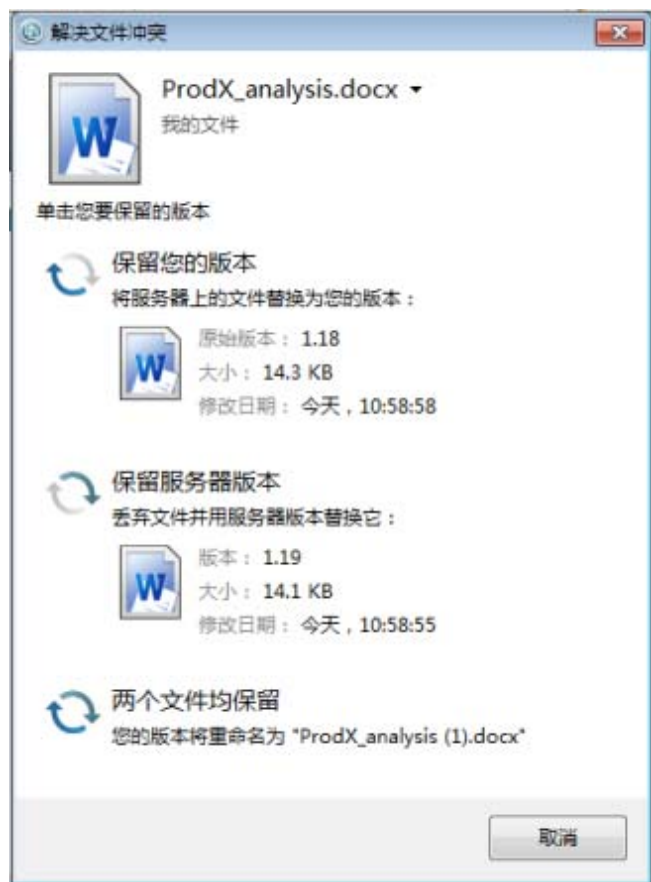 解决文件冲突
ProdX_analysis.docx
我的文件
单击您要保留的版本
保留您的版本
将服务器上的文件替换为您的版本：
原始版本： 1.18
大小： 14.3 KB
修改日期： 今天，10:58:58
保留服务器版本
丢弃文件并用服务器版本替换它：
版本： 1.19
大小： 14.1 KB
修改日期： 今天，10:58:55
两个文件均保留
您的版本将重命名为 "ProdX_analysis (1).docx"
取消